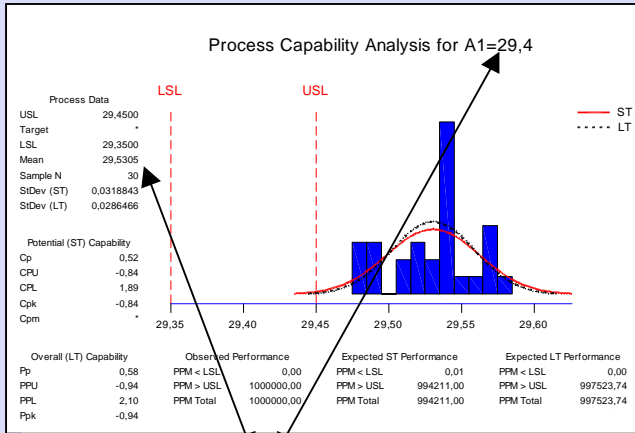 Process Capability Analysis for A1=29,4
LSL
USL
ST
LT
Process Data
USL 29,4500
Target *
LSL 29,3500
Mean 29,5305
Sample N 30
StDev (ST) 0,0318843
StDev (LT) 0,0286466
Potential (ST) Capability
Cp 0,52
CPU -0,84
CPL 1,89
Cpk -0,84
Cpm *
29,35 29,40 29,45 29,50 29,55 29,60
Overall (LT) Capability
Pp 0,58
PPU -0,94
PPL 2,10
Ppk -0,94
Observed Performance
PPM < LSL 0,00
PPM > USL 1000000,00
PPM Total 1000000,00
Expected ST Performance
PPM < LSL 0,01
PPM > USL 994211,00
PPM Total 994211,00
Expected LT Performance
PPM < LSL 0,00
PPM > USL 997523,74
PPM Total 997523,74